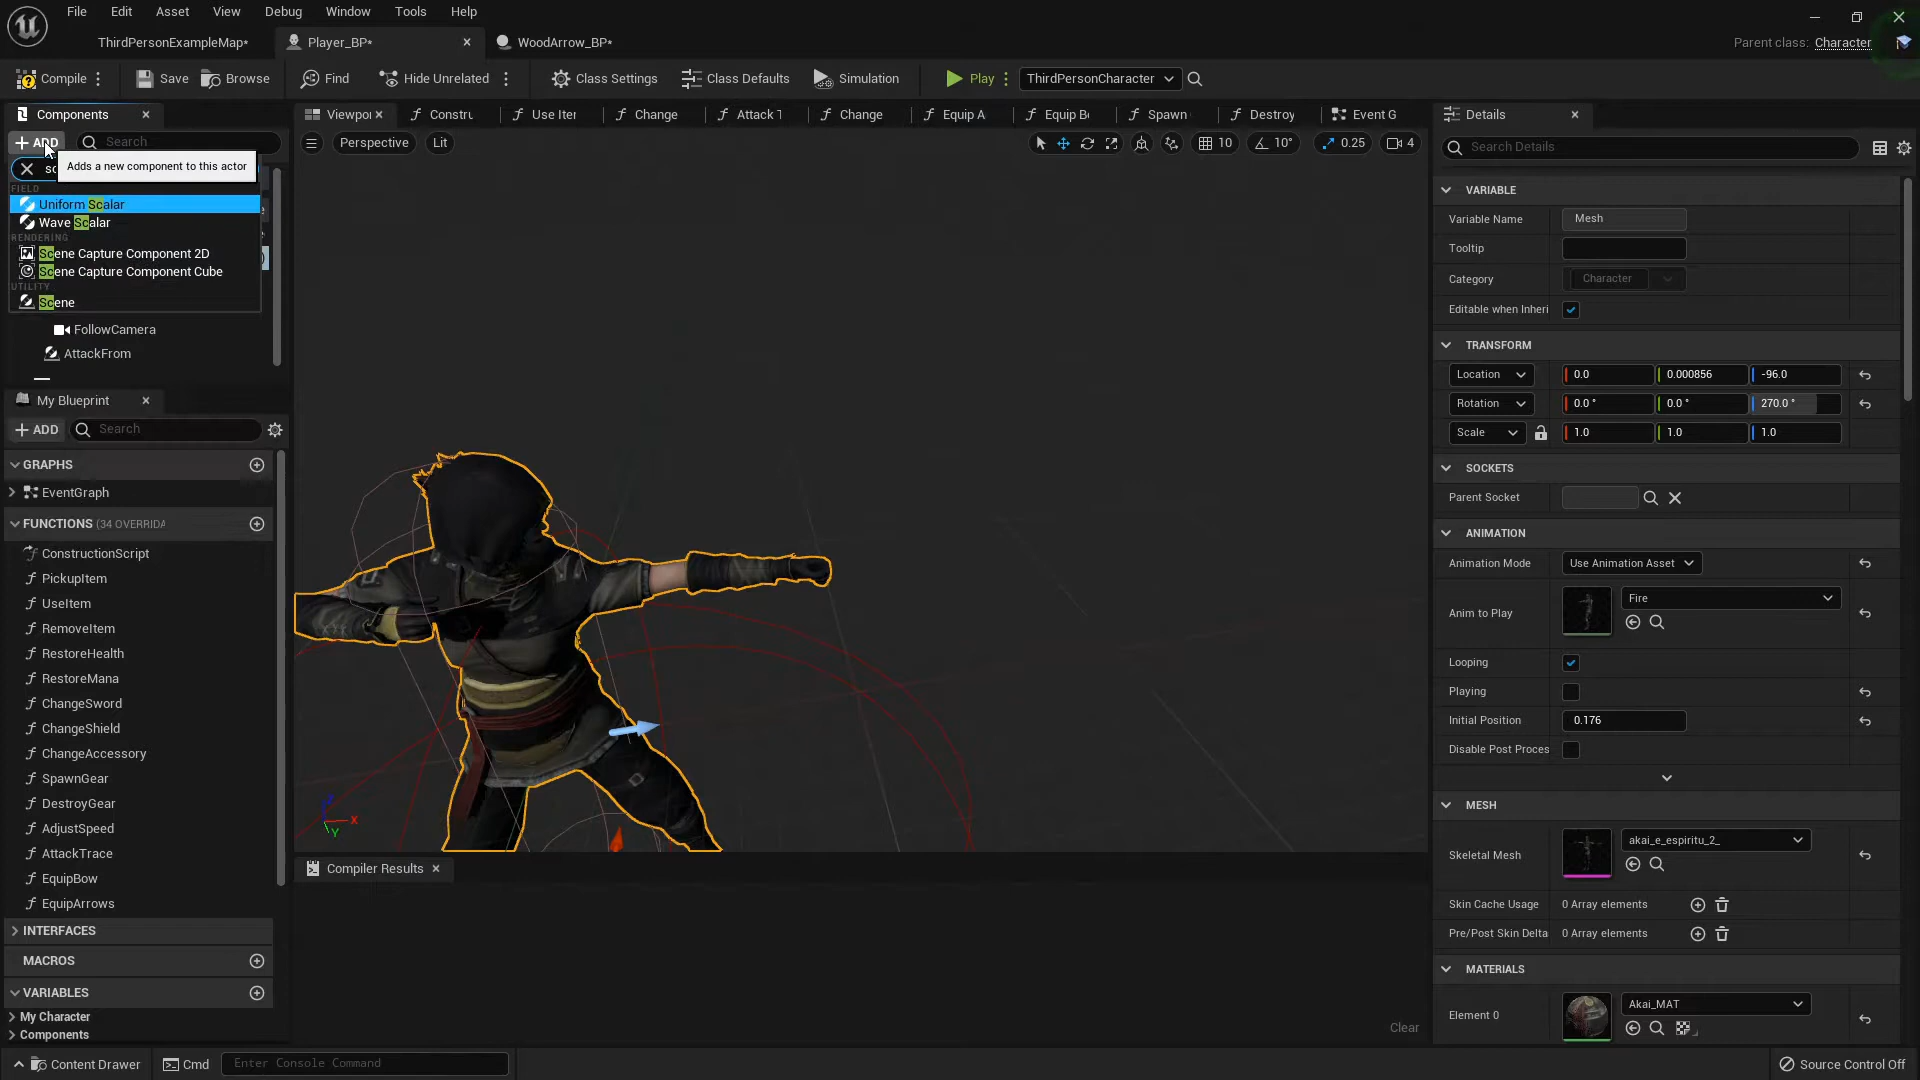 File Edit Asset View Debug Window Tools Help
ThirdPersonExampleMap* Player_BP* WoodArrow_BP*
Parent class: Character
Compile Save Browse Find Hide Unrelated Class Settings Class Defaults Simulation Play ThirdPersonCharacter
Components
ADD Search
Adds a new component to this actor
FIELD
Uniform Scalar
Wave Scalar
RENDERING
Scene Capture Component 2D
Scene Capture Component Cube
UTILITY
Scene
FollowCamera
AttackFrom
My Blueprint
ADD Search
GRAPHS
EventGraph
FUNCTIONS (34 OVERRIDA
ConstructionScript
PickupItem
UseItem
RemoveItem
RestoreHealth
RestoreMana
ChangeSword
ChangeShield
ChangeAccessory
SpawnGear
DestroyGear
AdjustSpeed
AttackTrace
EquipBow
EquipArrows
INTERFACES
MACROS
VARIABLES
My Character
Components
Viewpoi Constru Use Iter Change Attack T Change Equip A Equip B Spawn Destroy Event G
Perspective Lit 10 10° 0.25 4
X
Y
Compiler Results
Clear
Details
Search Details
VARIABLE
Variable Name Mesh
Tooltip
Category Character
Editable when Inheri
TRANSFORM
Location 0.0 0.000856 -96.0
Rotation 0.0 ° 0.0 ° 270.0 °
Scale 1.0 1.0 1.0
SOCKETS
Parent Socket
ANIMATION
Animation Mode Use Animation Asset
Anim to Play Fire
Looping
Playing
Initial Position 0.176
Disable Post Proces
MESH
Skeletal Mesh akai_e_espiritu_2_
Skin Cache Usage 0 Array elements
Pre/Post Skin Delta 0 Array elements
MATERIALS
Element 0 Akai_MAT
Content Drawer Cmd Enter Console Command Source Control Off